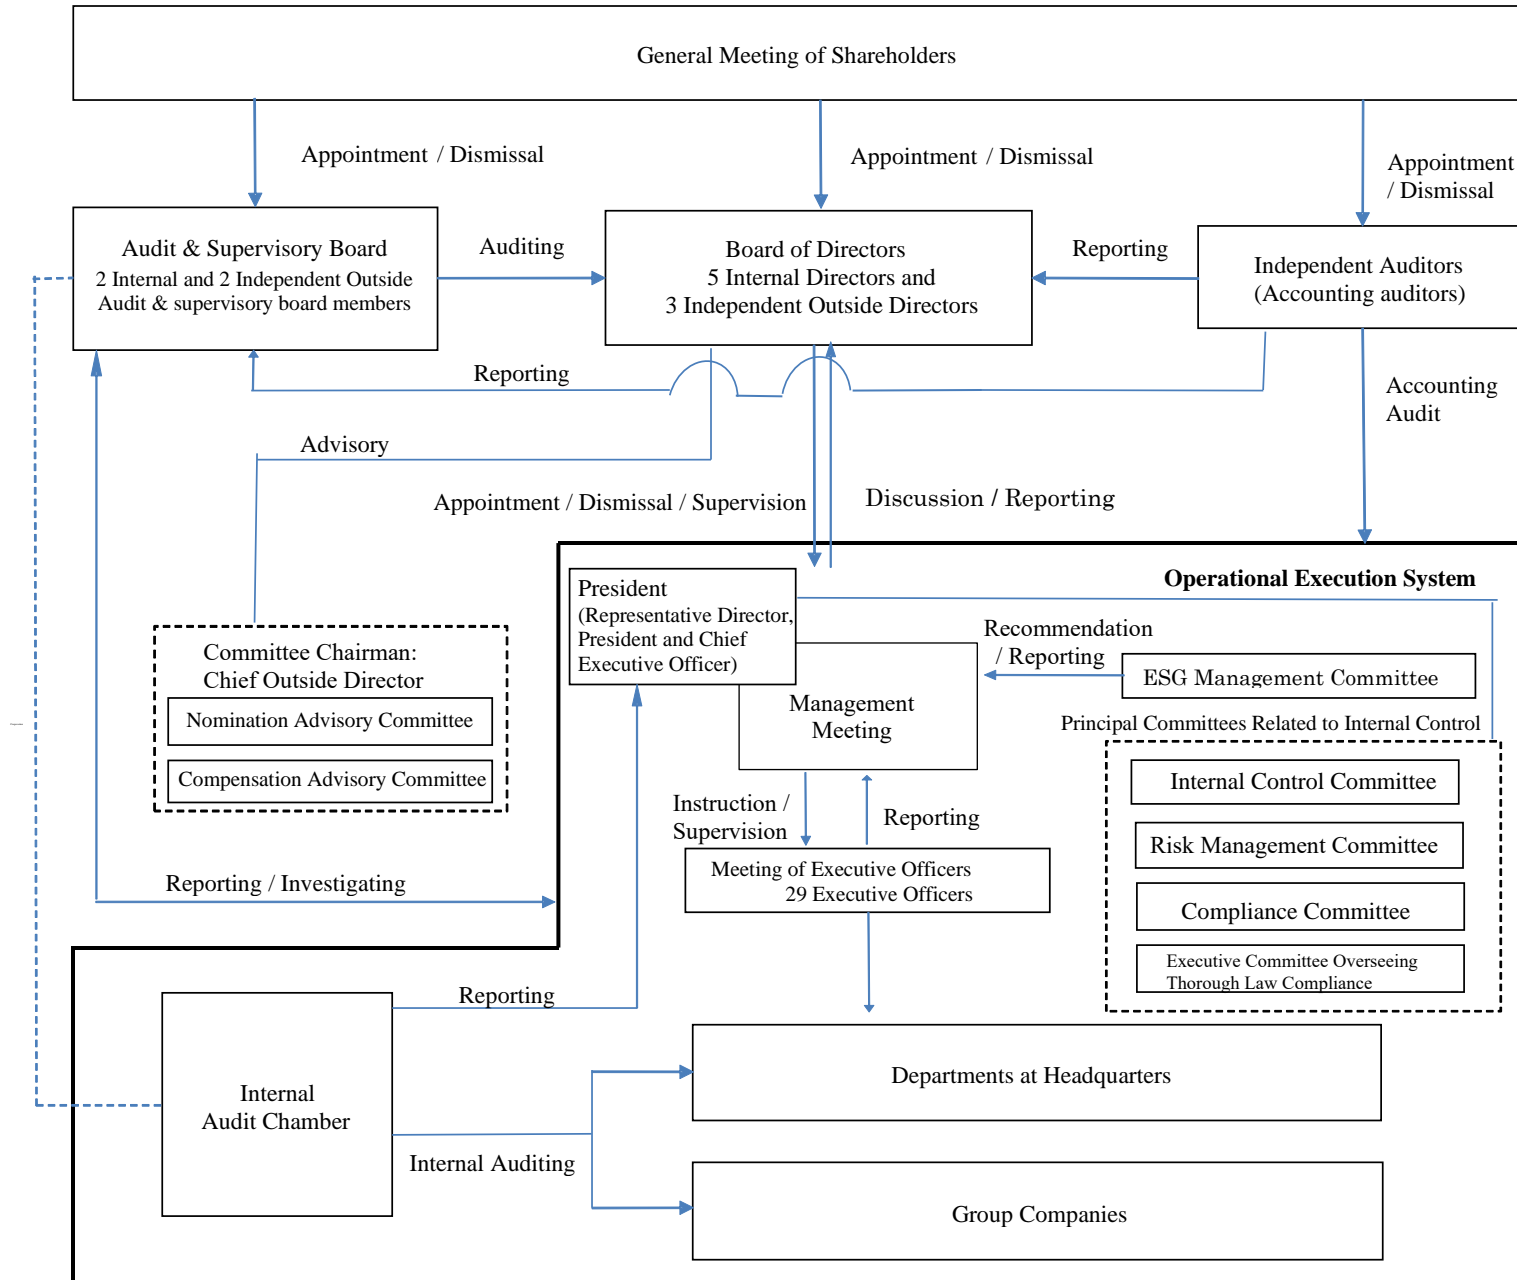 General Meeting of Shareholders
Appointment / Dismissal
Appointment / Dismissal
Appointment
/ Dismissal
Audit & Supervisory Board
2 Internal and 2 Independent Outside
Audit & supervisory board members
Auditing
Board of Directors
5 Internal Directors and
3 Independent Outside Directors
Reporting
Independent Auditors
(Accounting auditors)
Reporting
Accounting
Audit
Advisory
Appointment / Dismissal / Supervision
Discussion / Reporting
Operational Execution System
President
(Representative Director,
President and Chief
Executive Officer)
Recommendation
/ Reporting
ESG Management Committee
Committee Chairman:
Chief Outside Director
Nomination Advisory Committee
Compensation Advisory Committee
Management
Meeting
Principal Committees Related to Internal Control
Internal Control Committee
Risk Management Committee
Compliance Committee
Executive Committee Overseeing
Thorough Law Compliance
Instruction /
Supervision
Reporting
Meeting of Executive Officers
29 Executive Officers
Reporting / Investigating
Reporting
Internal
Audit Chamber
Internal Auditing
Departments at Headquarters
Group Companies